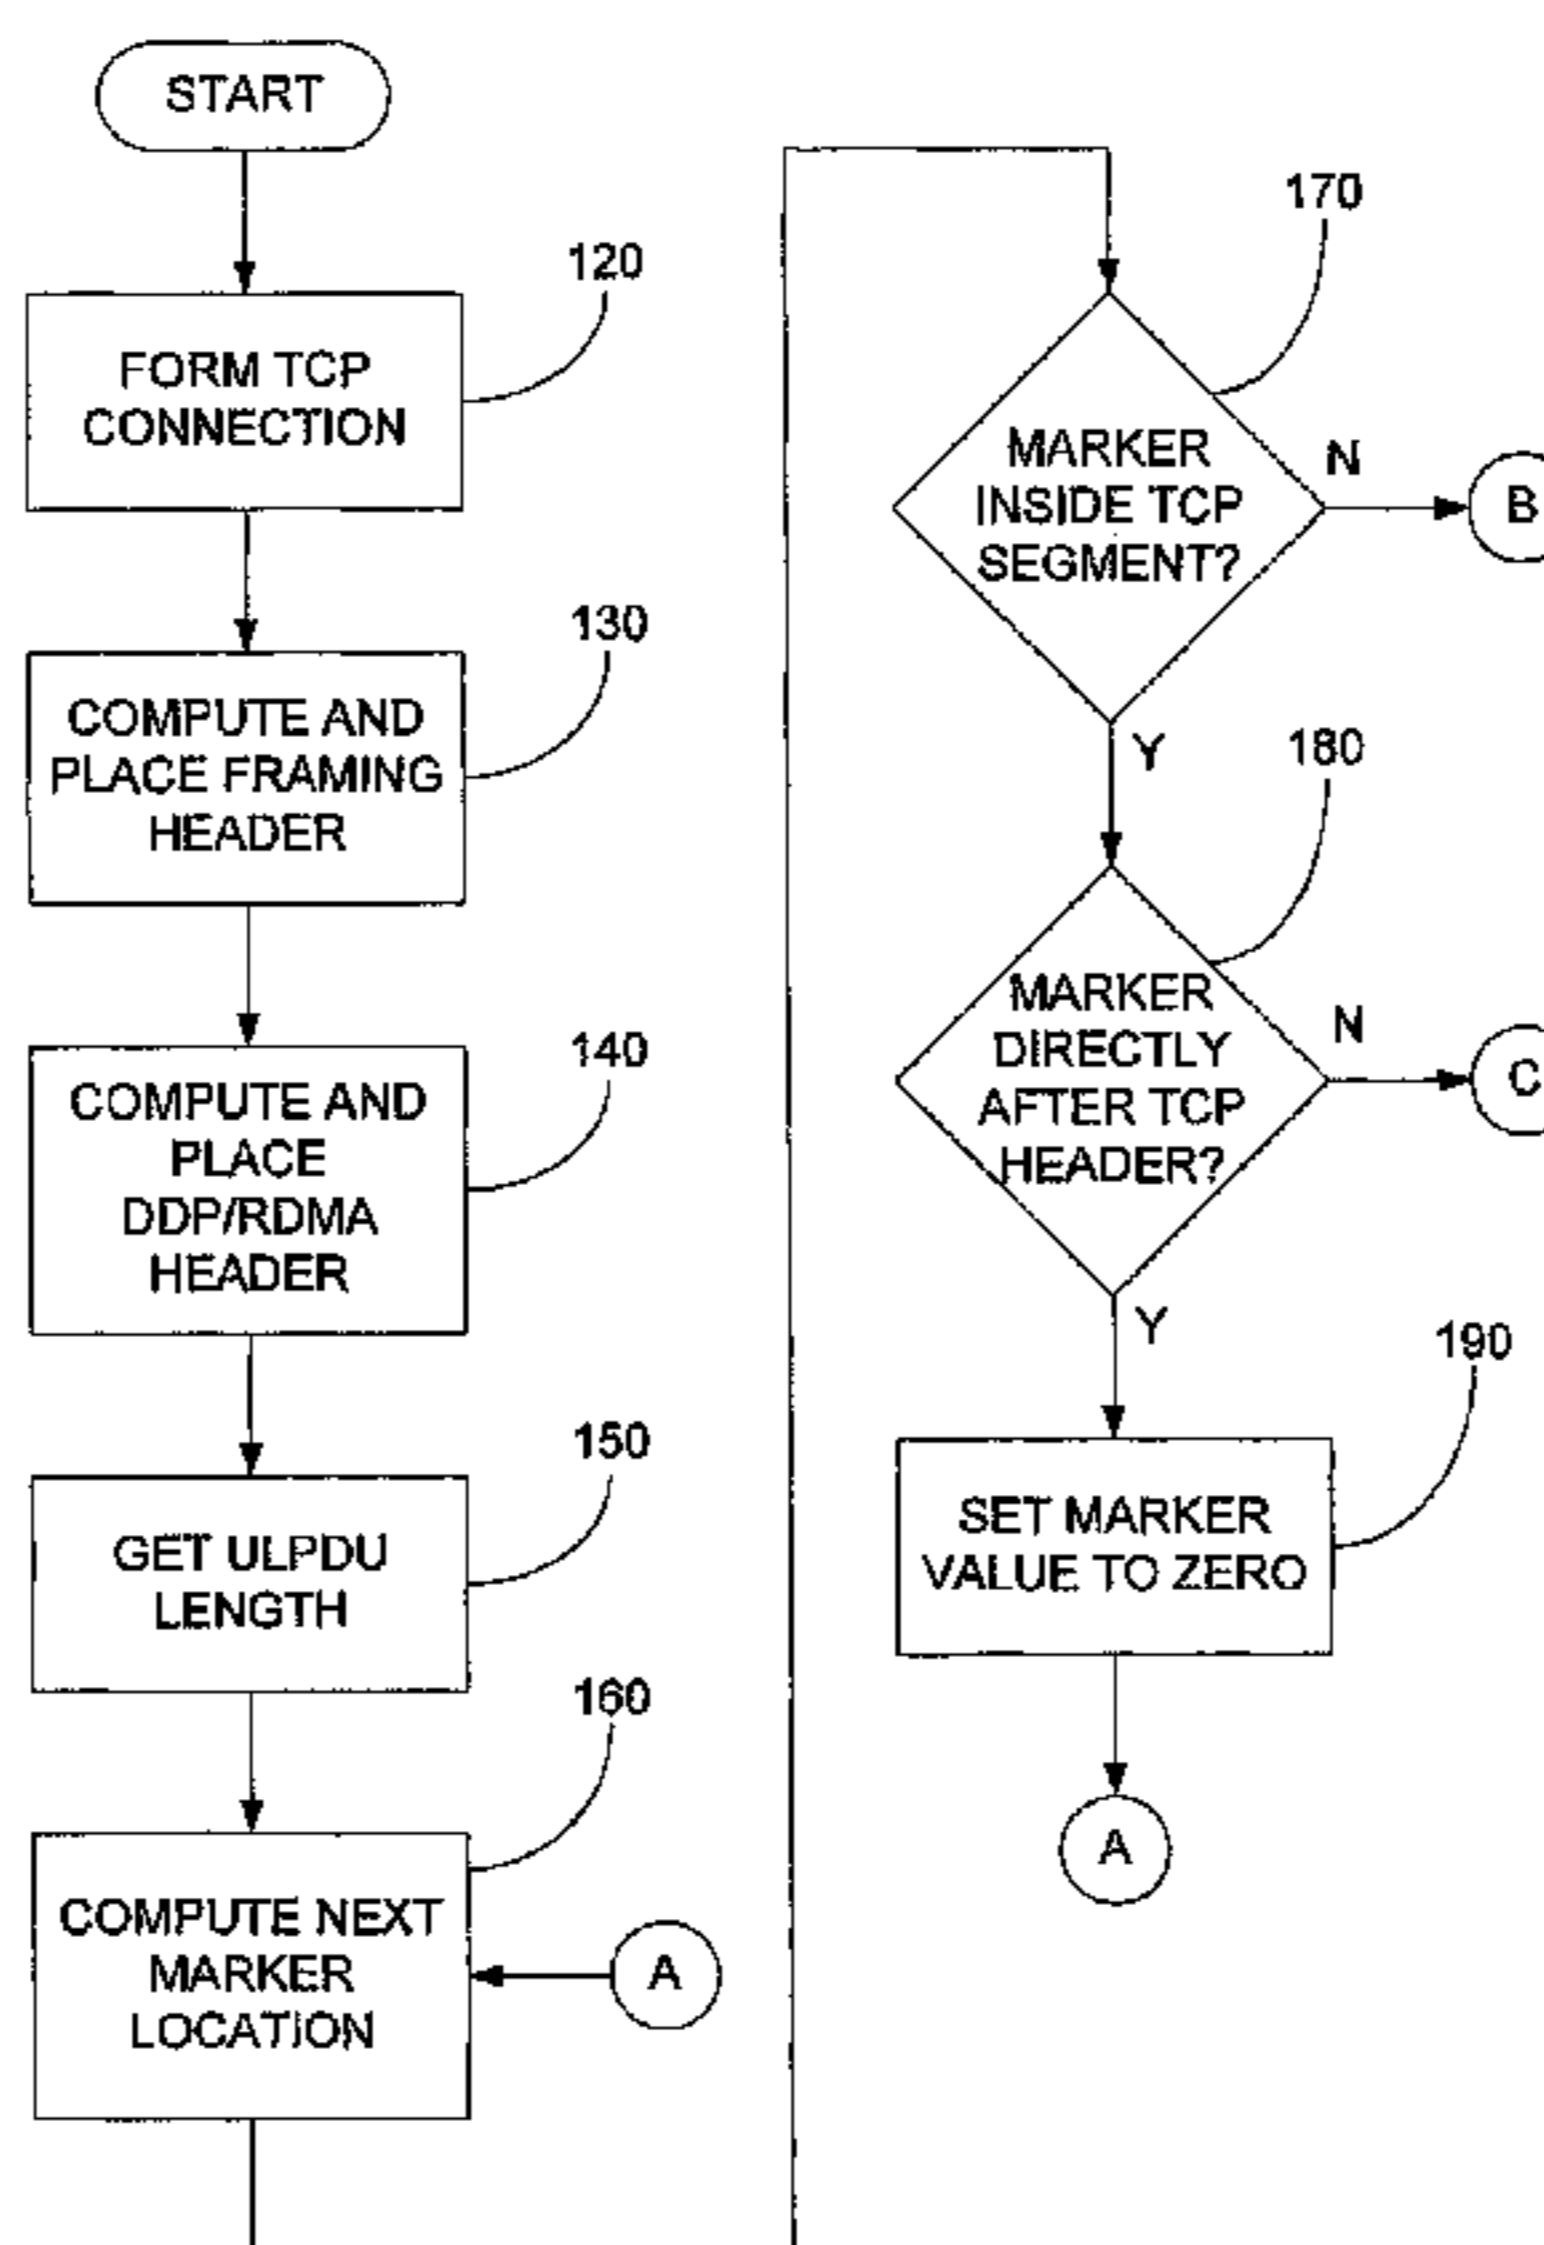 START
120
FORM TCP
CONNECTION
130
COMPUTE AND
PLACE FRAMING
HEADER
140
COMPUTE AND
PLACE
DDP/RDMA
HEADER
150
GET ULPDU
LENGTH
160
COMPUTE NEXT
MARKER
LOCATION
A
170
MARKER
INSIDE TCP
SEGMENT?
N
B
Y
180
MARKER
DIRECTLY
AFTER TCP
HEADER?
N
C
Y
190
SET MARKER
VALUE TO ZERO
A